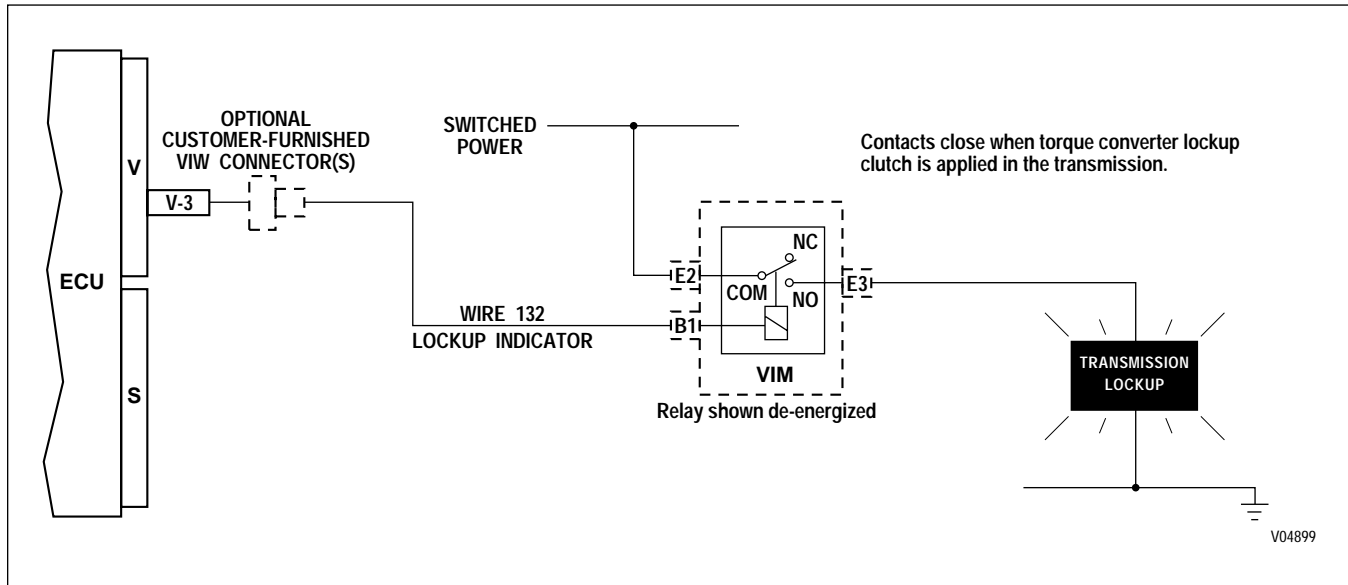 OPTIONAL
CUSTOMER-FURNISHED
VIW CONNECTOR(S)
SWITCHED
POWER
Contacts close when torque converter lockup
clutch is applied in the transmission.
V
V-3
ECU
S
WIRE 132
LOCKUP INDICATOR
NC
E2
COM
NO
E3
B1
VIM
Relay shown de-energized
TRANSMISSION
LOCKUP
V04899